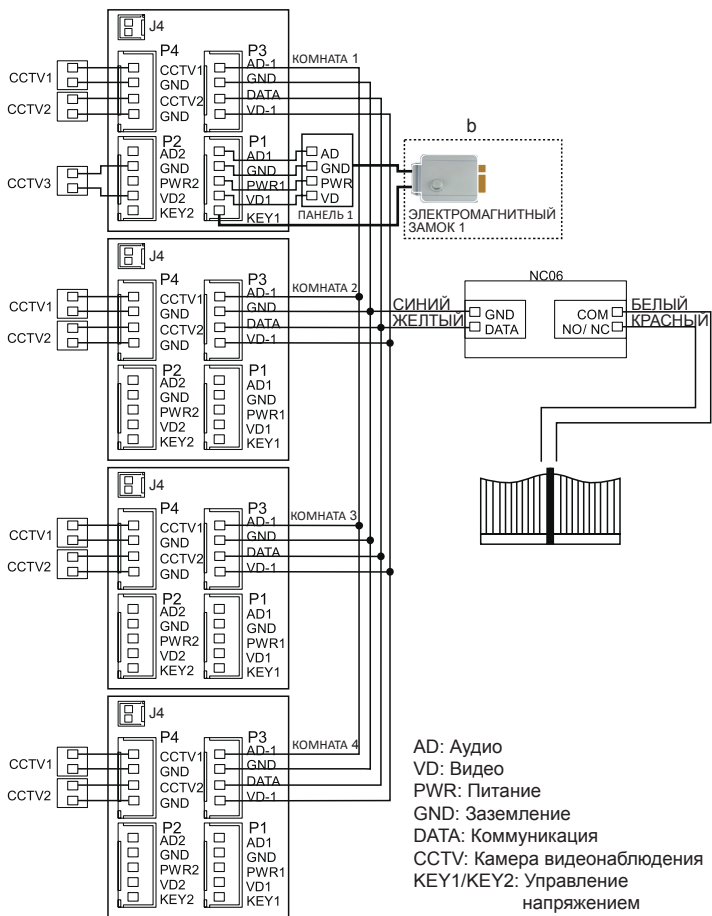 J4
P4
P3
CCTV1
CCTV1
AD-1
КОМНАТА 1
GND
GND
CCTV2
CCTV2
DATA
GND
VD-1
P2
P1
AD2
AD1
AD
GND
GND
GND
CCTV3
PWR2
PWR1
PWR
VD2
VD1
VD
KEY2
KEY1
ПАНЕЛЬ 1
b
ЭЛЕКТРОМАГНИТНЫЙ
ЗАМОК 1
J4
P4
P3
CCTV1
CCTV1
AD-1
КОМНАТА 2
GND
GND
CCTV2
CCTV2
DATA
GND
VD-1
P2
P1
AD2
AD1
GND
GND
PWR2
PWR1
VD2
VD1
KEY2
KEY1
NC06
СИНИЙ
GND
COM
БЕЛЫЙ
ЖЕЛТЫЙ
DATA
NO/ NC
КРАСНЫЙ
J4
P4
P3
CCTV1
CCTV1
AD-1
КОМНАТА 3
GND
GND
CCTV2
CCTV2
DATA
GND
VD-1
P2
P1
AD2
AD1
GND
GND
PWR2
PWR1
VD2
VD1
KEY2
KEY1
J4
P4
P3
CCTV1
CCTV1
AD-1
КОМНАТА 4
GND
GND
CCTV2
CCTV2
DATA
GND
VD-1
P2
P1
AD2
AD1
GND
GND
PWR2
PWR1
VD2
VD1
KEY2
KEY1
AD: Аудио
VD: Видео
PWR: Питание
GND: Заземление
DATA: Коммуникация
CCTV: Камера видеонаблюдения
KEY1/KEY2: Управление
напряжением